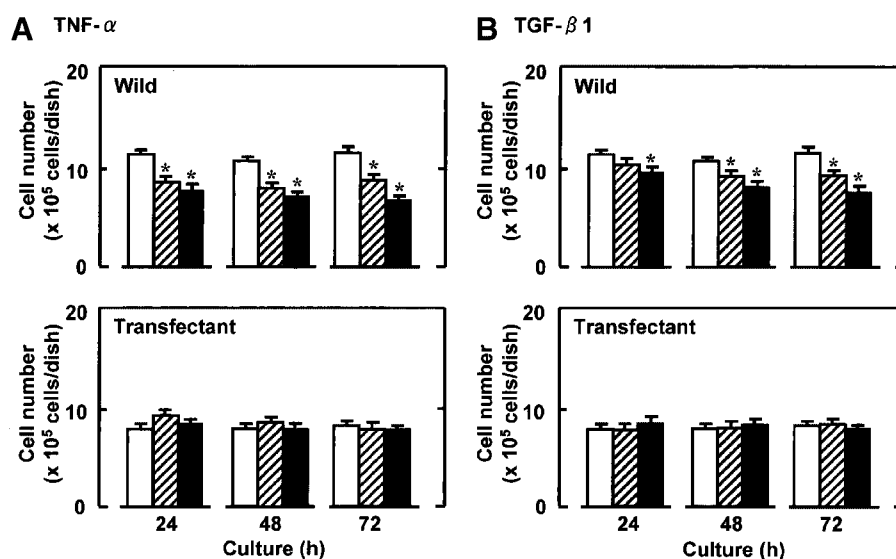 A TNF-α
Cell number
(x 10⁵ cells/dish)
20
10
0
Wild
* * * * * *
Cell number
(x 10⁵ cells/dish)
20
10
0
Transfectant
24 48 72
Culture (h)
B TGF-β 1
Cell number
(x 10⁵ cells/dish)
20
10
0
Wild
* * * * *
Cell number
(x 10⁵ cells/dish)
20
10
0
Transfectant
24 48 72
Culture (h)